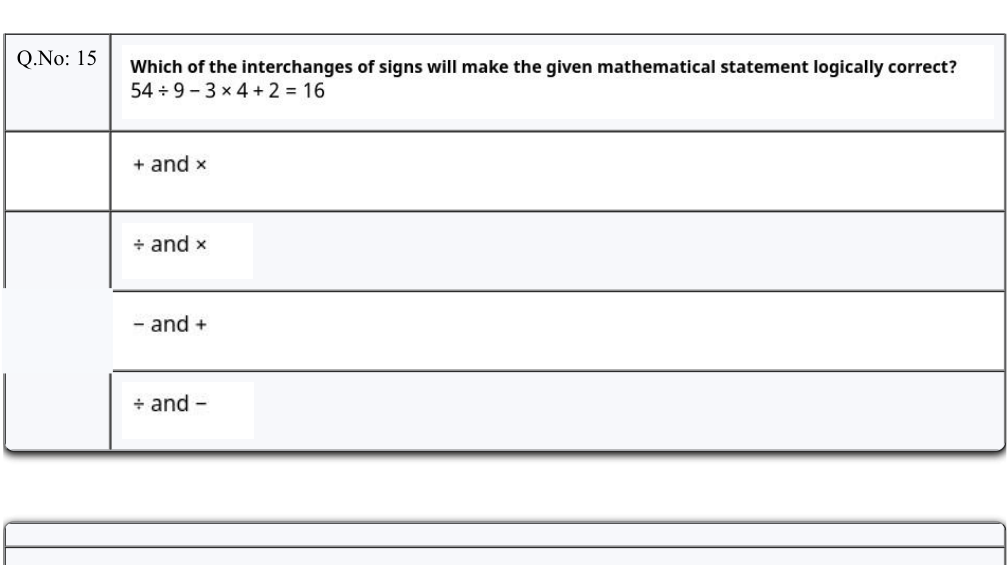 Q.No: 15
Which of the interchanges of signs will make the given mathematical statement logically correct?
54 ÷ 9 − 3 × 4 + 2 = 16
+ and ×
÷ and ×
− and +
÷ and −